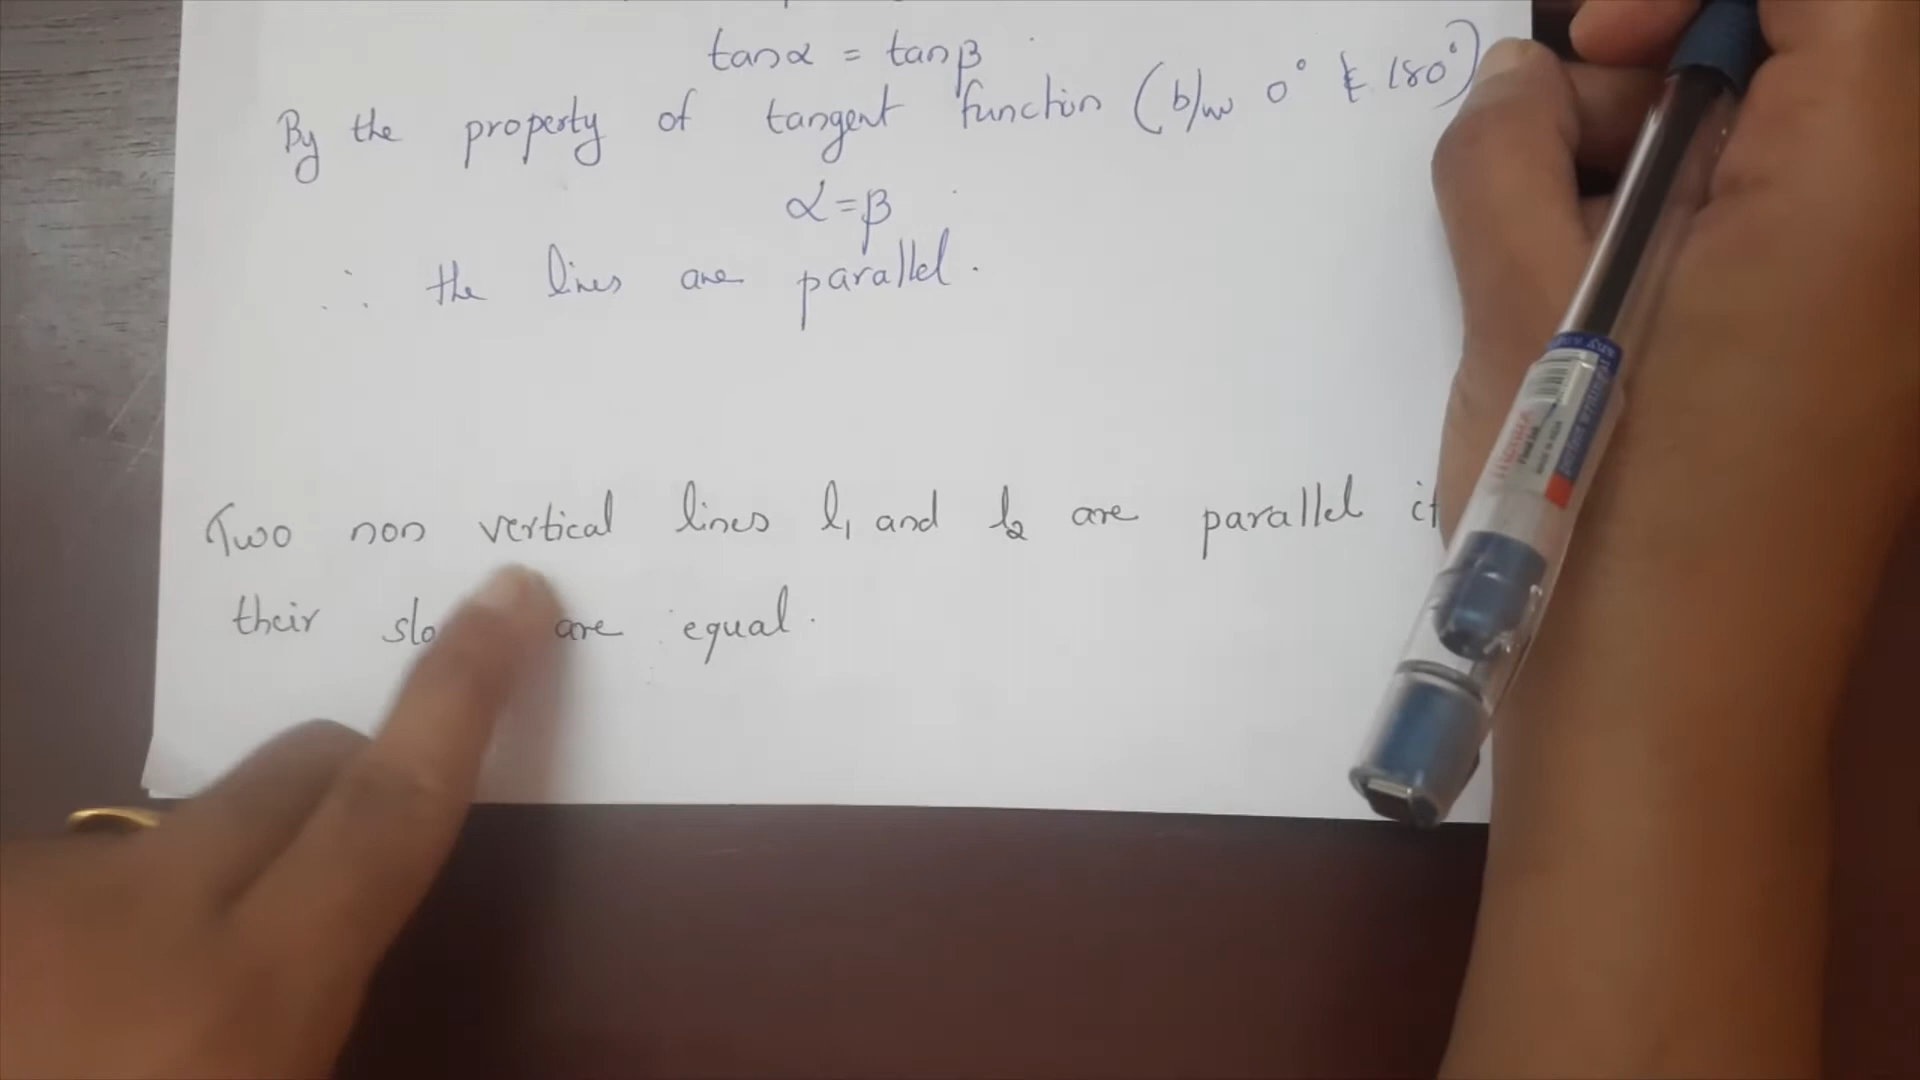 tanα = tanβ
By the property of tangent function (b/w 0° & 180°)
α=β
∴ the lines are parallel.
Two non vertical lines l₁ and l₂ are parallel
their are equal.